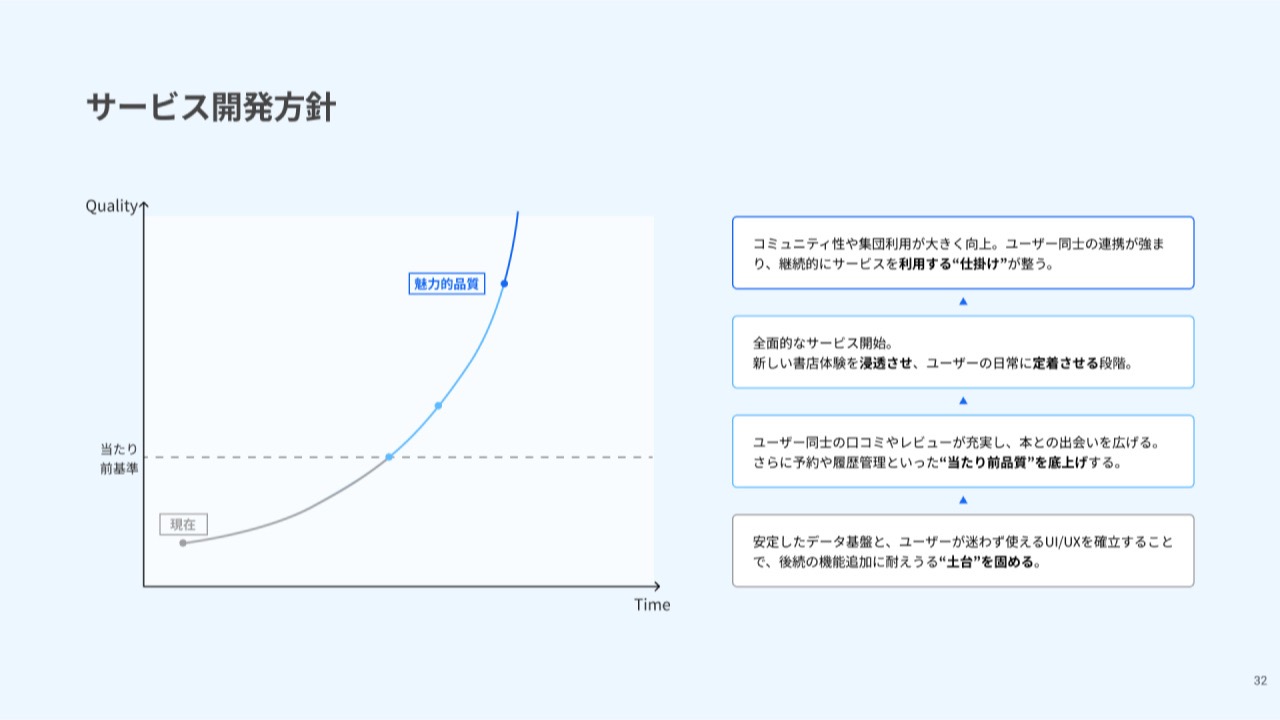 サービス開発方針
Quality
魅力的品質
当たり
前基準
現在
Time
コミュニティ性や集団利用が大きく向上。ユーザー同士の連携が強ま
り、継続的にサービスを利用する“仕掛け”が整う。
全面的なサービス開始。
新しい書店体験を浸透させ、ユーザーの日常に定着させる段階。
ユーザー同士の口コミやレビューが充実し、本との出会いを広げる。
さらに予約や履歴管理といった“当たり前品質”を底上げする。
安定したデータ基盤と、ユーザーが迷わず使えるUI/UXを確立すること
で、後続の機能追加に耐えうる“土台”を固める。
32